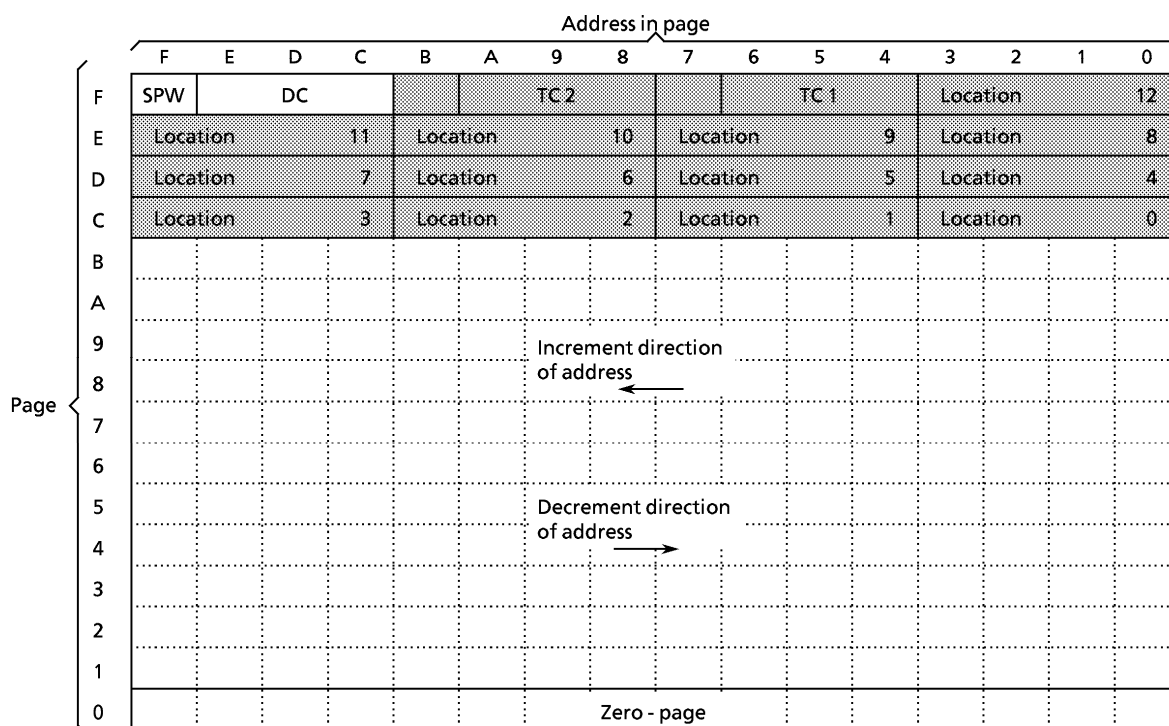 Address in page
F E D C B A 9 8 7 6 5 4 3 2 1 0
F SPW DC TC 2 TC 1 Location 12
E Location 11 Location 10 Location 9 Location 8
D Location 7 Location 6 Location 5 Location 4
C Location 3 Location 2 Location 1 Location 0
B
A
9
Increment direction
of address
8
Page
7
6
5
Decrement direction
of address
4
3
2
1
0 Zero - page